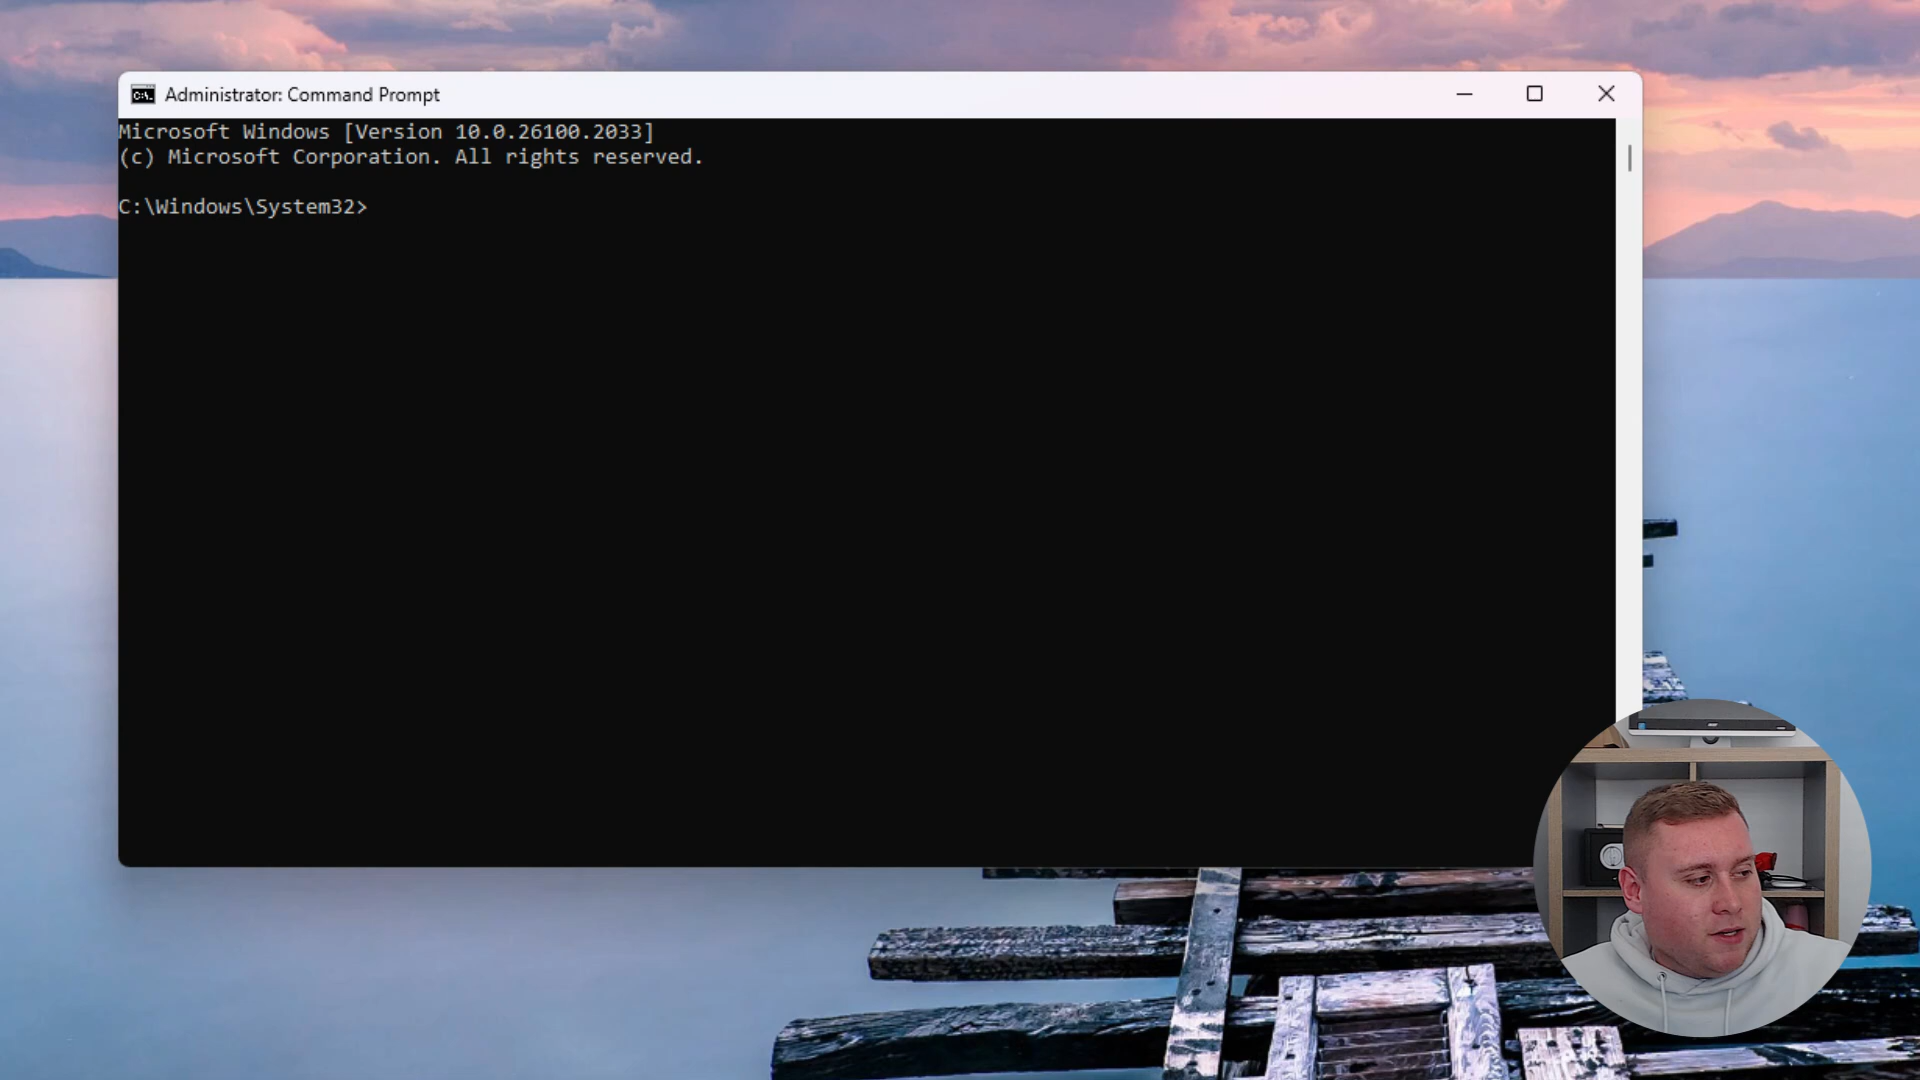 Administrator: Command Prompt
Microsoft Windows [Version 10.0.26100.2033]
(c) Microsoft Corporation. All rights reserved.
C:\Windows\System32>